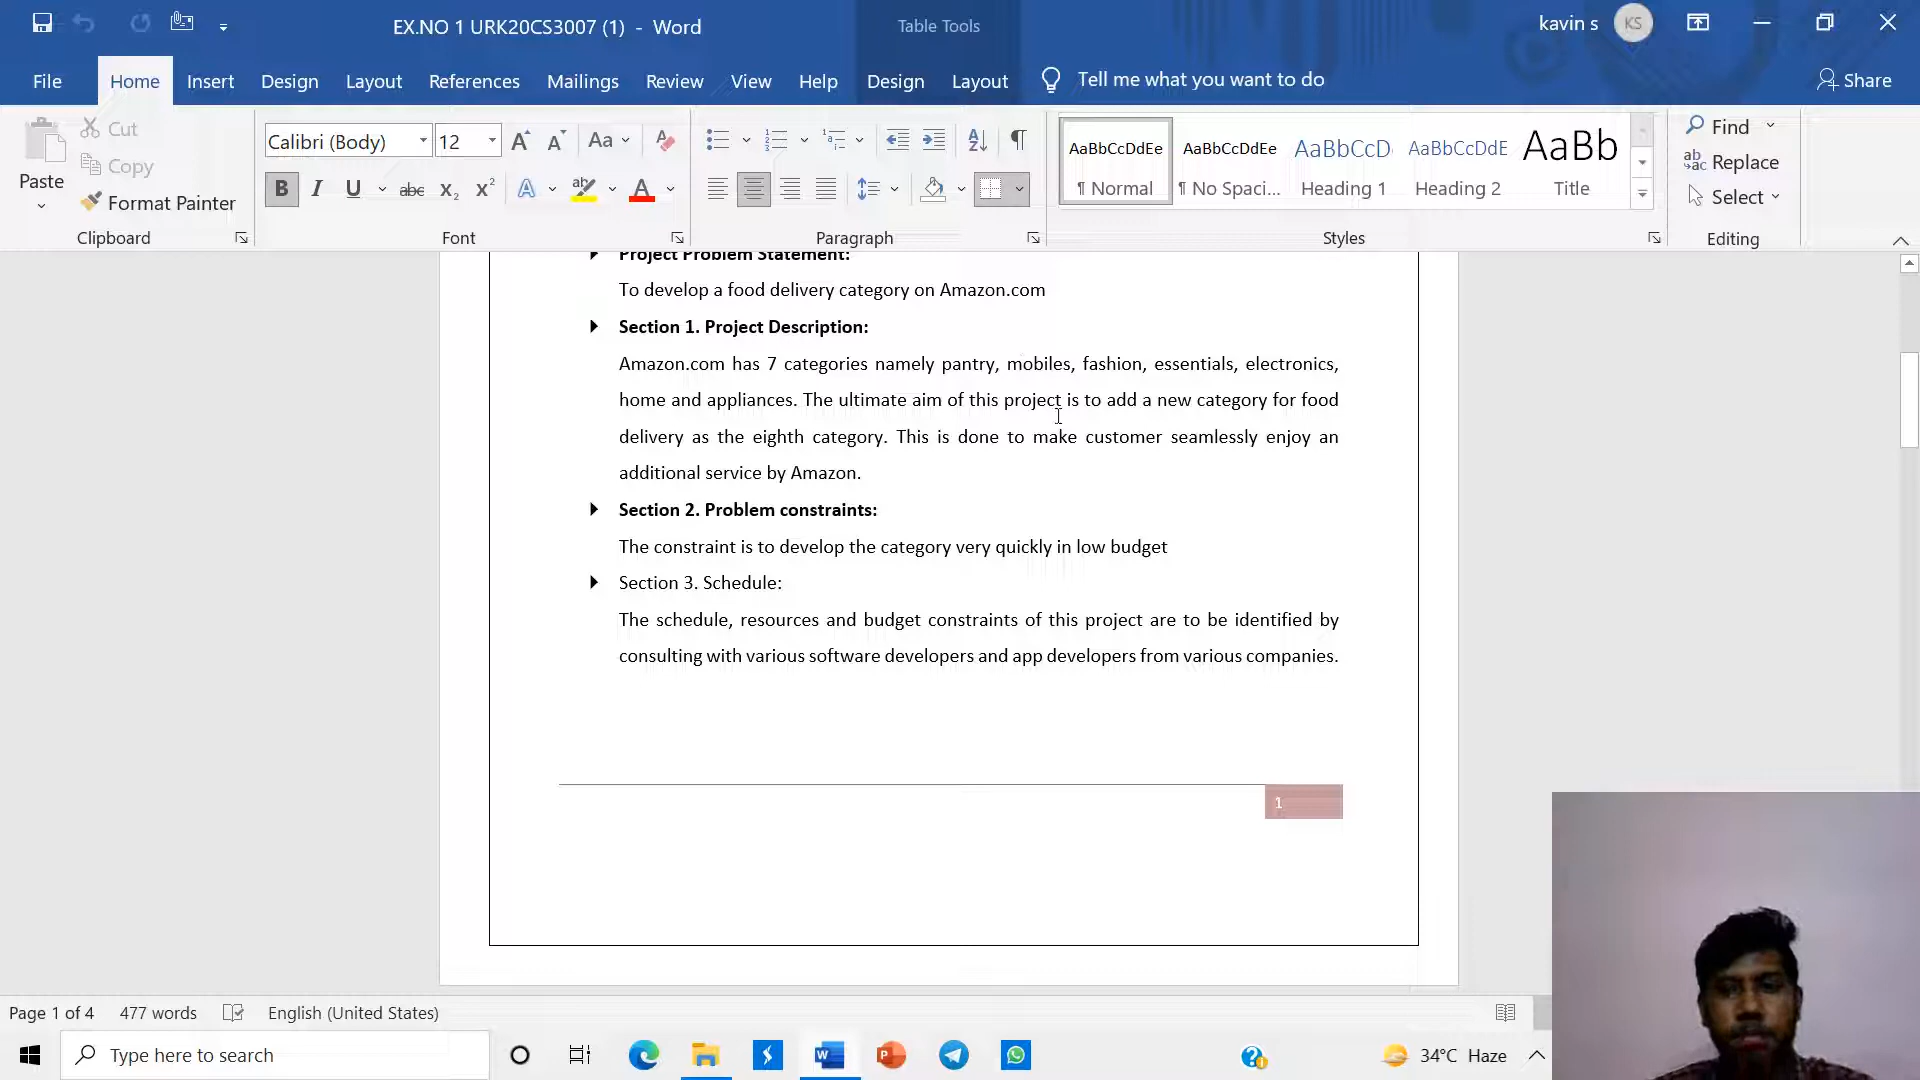 EX.NO 1 URK20CS3007 (1) - Word
Table Tools
kavin s
KS
File
Home
Insert
Design
Layout
References
Mailings
Review
View
Help
Design
Layout
Tell me what you want to do
Share
Paste
Cut
Copy
Format Painter
Clipboard
Calibri (Body)
12
Aa
B I U abc X₂ X²
Font
Paragraph
AaBbCcDdEe
¶ Normal
AaBbCcDdEe
¶ No Spaci...
AaBbCcD
Heading 1
AaBbCcDdE
Heading 2
AaBb
Title
Styles
Find
Replace
Select
Editing
Project Problem Statement:
To develop a food delivery category on Amazon.com
Section 1. Project Description:
Amazon.com has 7 categories namely pantry, mobiles, fashion, essentials, electronics,
home and appliances. The ultimate aim of this project is to add a new category for food
delivery as the eighth category. This is done to make customer seamlessly enjoy an
additional service by Amazon.
Section 2. Problem constraints:
The constraint is to develop the category very quickly in low budget
Section 3. Schedule:
The schedule, resources and budget constraints of this project are to be identified by
consulting with various software developers and app developers from various companies.
1
Page 1 of 4
477 words
English (United States)
Type here to search
34°C Haze